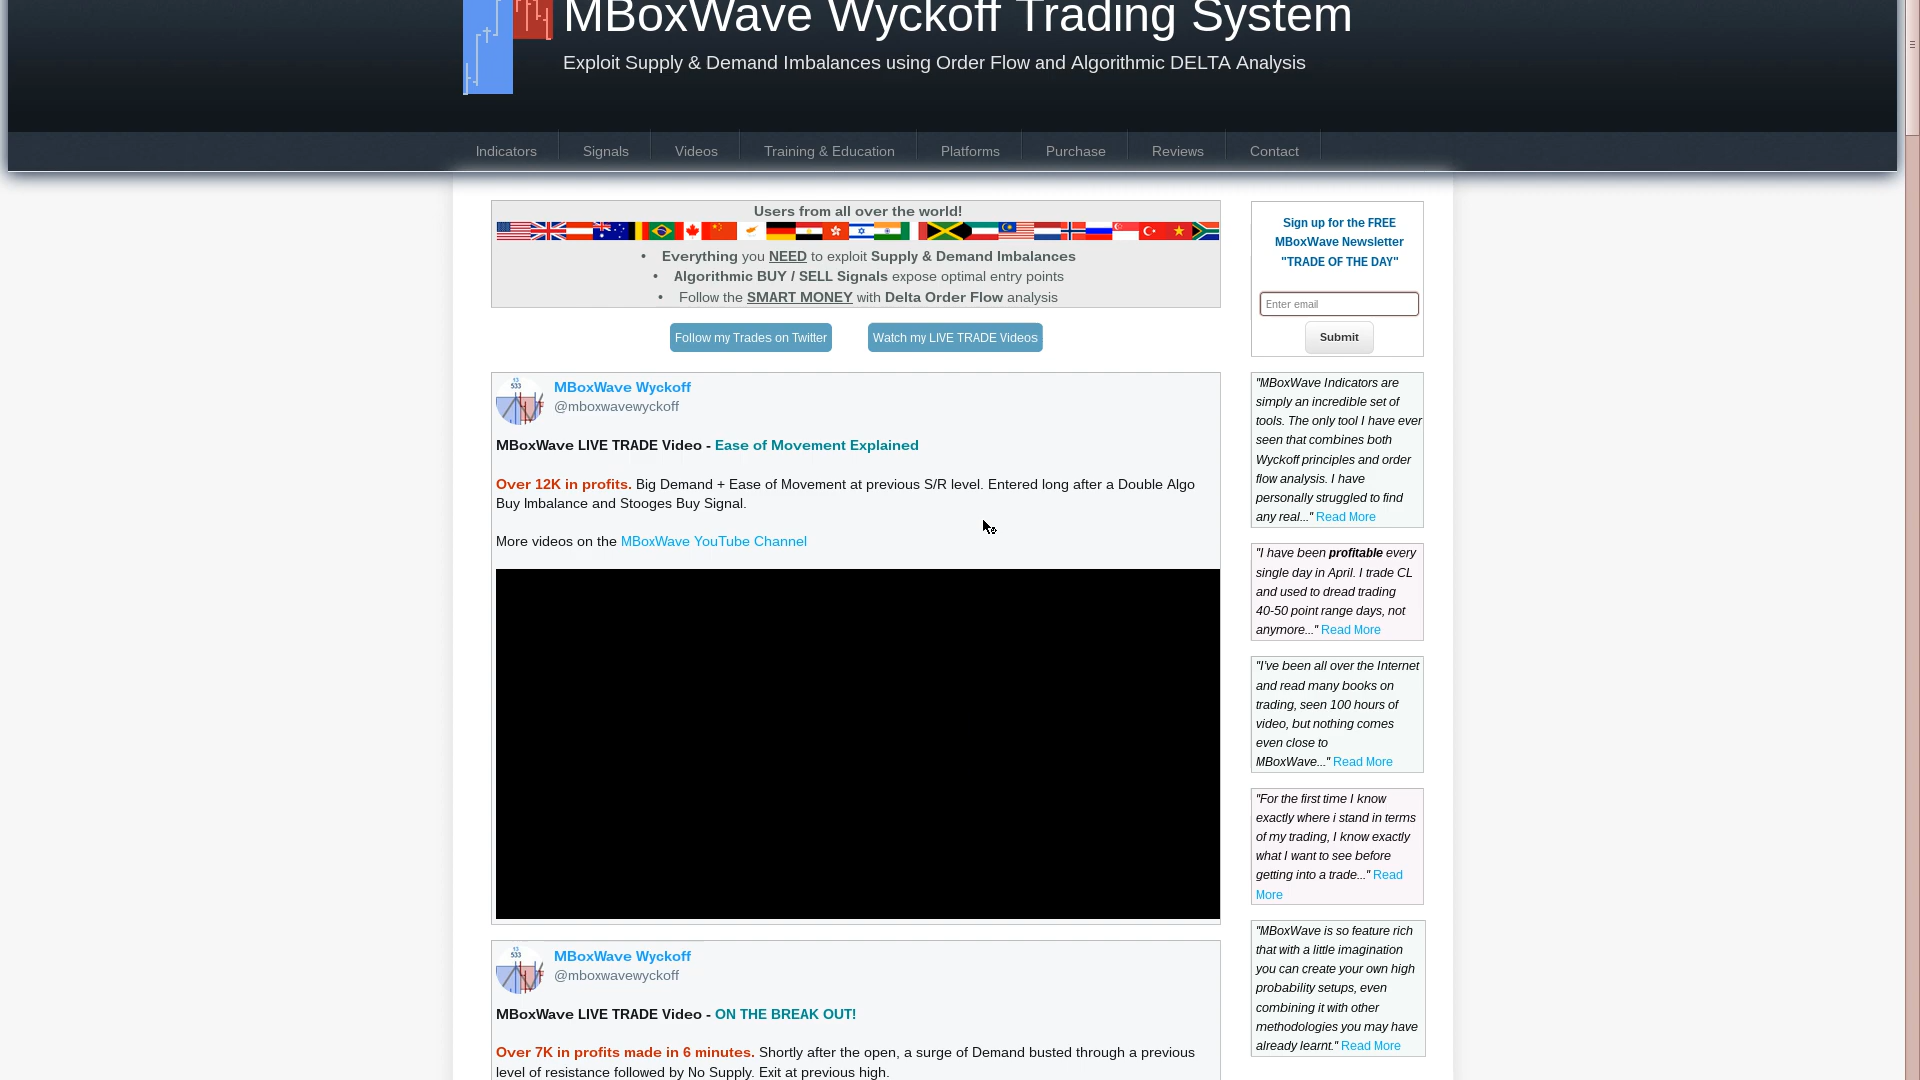 MBoxWave Wyckoff Trading System
Exploit Supply & Demand Imbalances using Order Flow and Algorithmic DELTA Analysis
Indicators
Signals
Videos
Training & Education
Platforms
Purchase
Reviews
Contact
Users from all over the world!
• Everything you NEED to exploit Supply & Demand Imbalances
• Algorithmic BUY / SELL Signals expose optimal entry points
• Follow the SMART MONEY with Delta Order Flow analysis
Follow my Trades on Twitter
Watch my LIVE TRADE Videos
MBoxWave Wyckoff
@mboxwavewyckoff
MBoxWave LIVE TRADE Video - Ease of Movement Explained
Over 12K in profits. Big Demand + Ease of Movement at previous S/R level. Entered long after a Double Algo
Buy Imbalance and Stooges Buy Signal.
More videos on the MBoxWave YouTube Channel
MBoxWave Wyckoff
@mboxwavewyckoff
MBoxWave LIVE TRADE Video - ON THE BREAK OUT!
Over 7K in profits made in 6 minutes. Shortly after the open, a surge of Demand busted through a previous
level of resistance followed by No Supply. Exit at previous high.
Sign up for the FREE
MBoxWave Newsletter
"TRADE OF THE DAY"
Enter email
Submit
"MBoxWave Indicators are
simply an incredible set of
tools. The only tool I have ever
seen that combines both
Wyckoff principles and order
flow analysis. I have
personally struggled to find
any real..." Read More
"I have been profitable every
single day in April. I trade CL
and used to dread trading
40-50 point range days, not
anymore..." Read More
"I've been all over the Internet
and read many books on
trading, seen 100 hours of
video, but nothing comes
even close to
MBoxWave..." Read More
"For the first time I know
exactly where i stand in terms
of my trading, I know exactly
what I want to see before
getting into a trade..." Read
More
"MBoxWave is so feature rich
that with a little imagination
you can create your own high
probability setups, even
combining it with other
methodologies you may have
already learnt." Read More